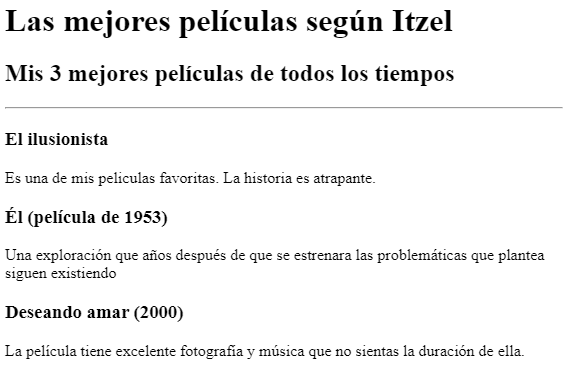 Las mejores películas según Itzel
Mis 3 mejores películas de todos los tiempos
El ilusionista
Es una de mis peliculas favoritas. La historia es atrapante.
Él (película de 1953)
Una exploración que años después de que se estrenara las problemáticas que plantea
siguen existiendo
Deseando amar (2000)
La película tiene excelente fotografía y música que no sientas la duración de ella.